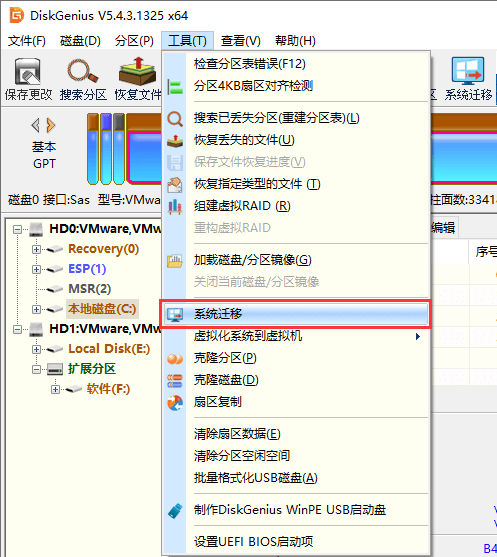 DiskGenius V5.4.3.1325 x64
文件(F) 磁盘(D) 分区(P) 工具(T) 查看(V) 帮助(H)
保存更改 搜索分区 恢复文件 系统迁移
基本
GPT
磁盘0 接口:Sas 型号:VMwa 柱面数:33418
HD0:VMware,VMw
Recovery(0)
ESP(1)
MSR(2)
本地磁盘(C:)
HD1:VMware,VMw
Local Disk(E:)
扩展分区
软件(F:)
检查分区表错误(F12)
分区4KB扇区对齐检测
搜索已丢失分区(重建分区表)(L)
恢复丢失的文件(U)
保存文件恢复进度(V)
恢复指定类型的文件 (T)
组建虚拟RAID (R)
重构虚拟RAID
加载磁盘/分区镜像(G)
关闭当前磁盘/分区镜像
系统迁移
虚拟化系统到虚拟机
克隆分区(P)
克隆磁盘(D)
扇区复制
清除扇区数据(E)
清除分区空闲空间
批量格式化USB磁盘(A)
制作DiskGenius WinPE USB启动盘
设置UEFI BIOS启动项
编辑
序号
B4